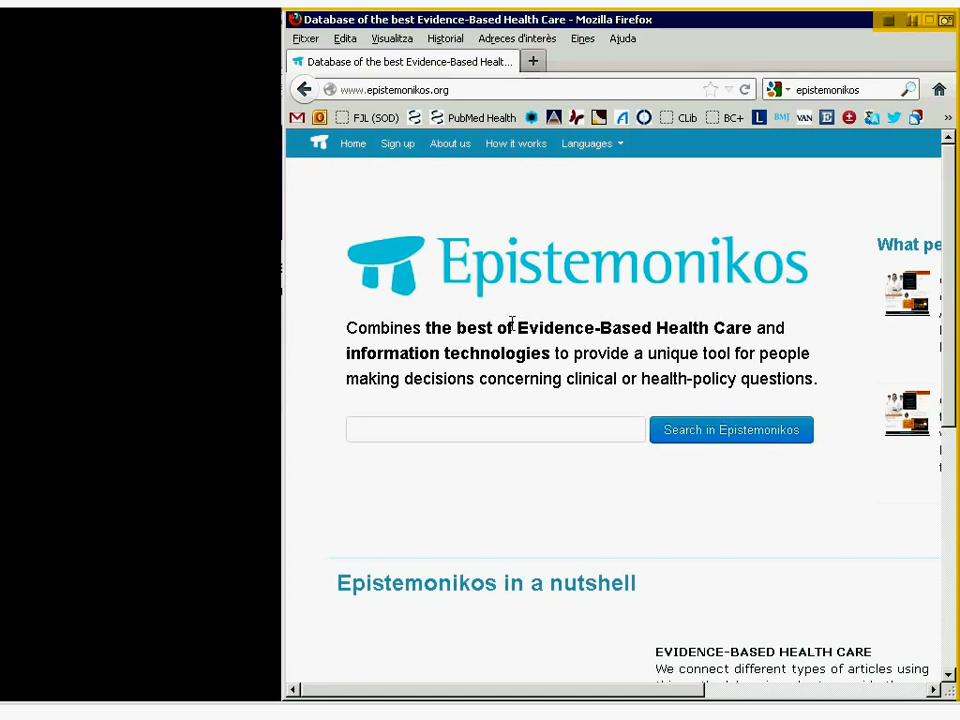 Database of the best Evidence-Based Health Care - Mozilla Firefox
Fitxer Edita Visualitza Historial Adreces d'interès Eines Ajuda
Database of the best Evidence-Based Healt... +
www.epistemonikos.org epistemonikos
FJL (SOD) PubMed Health CLib BC+ L BMJ VAN E »
Home Sign up About us How it works Languages
Epistemonikos
What pe
Combines the best of Evidence-Based Health Care and
information technologies to provide a unique tool for people
making decisions concerning clinical or health-policy questions.
Search in Epistemonikos
Epistemonikos in a nutshell
EVIDENCE-BASED HEALTH CARE
We connect different types of articles using